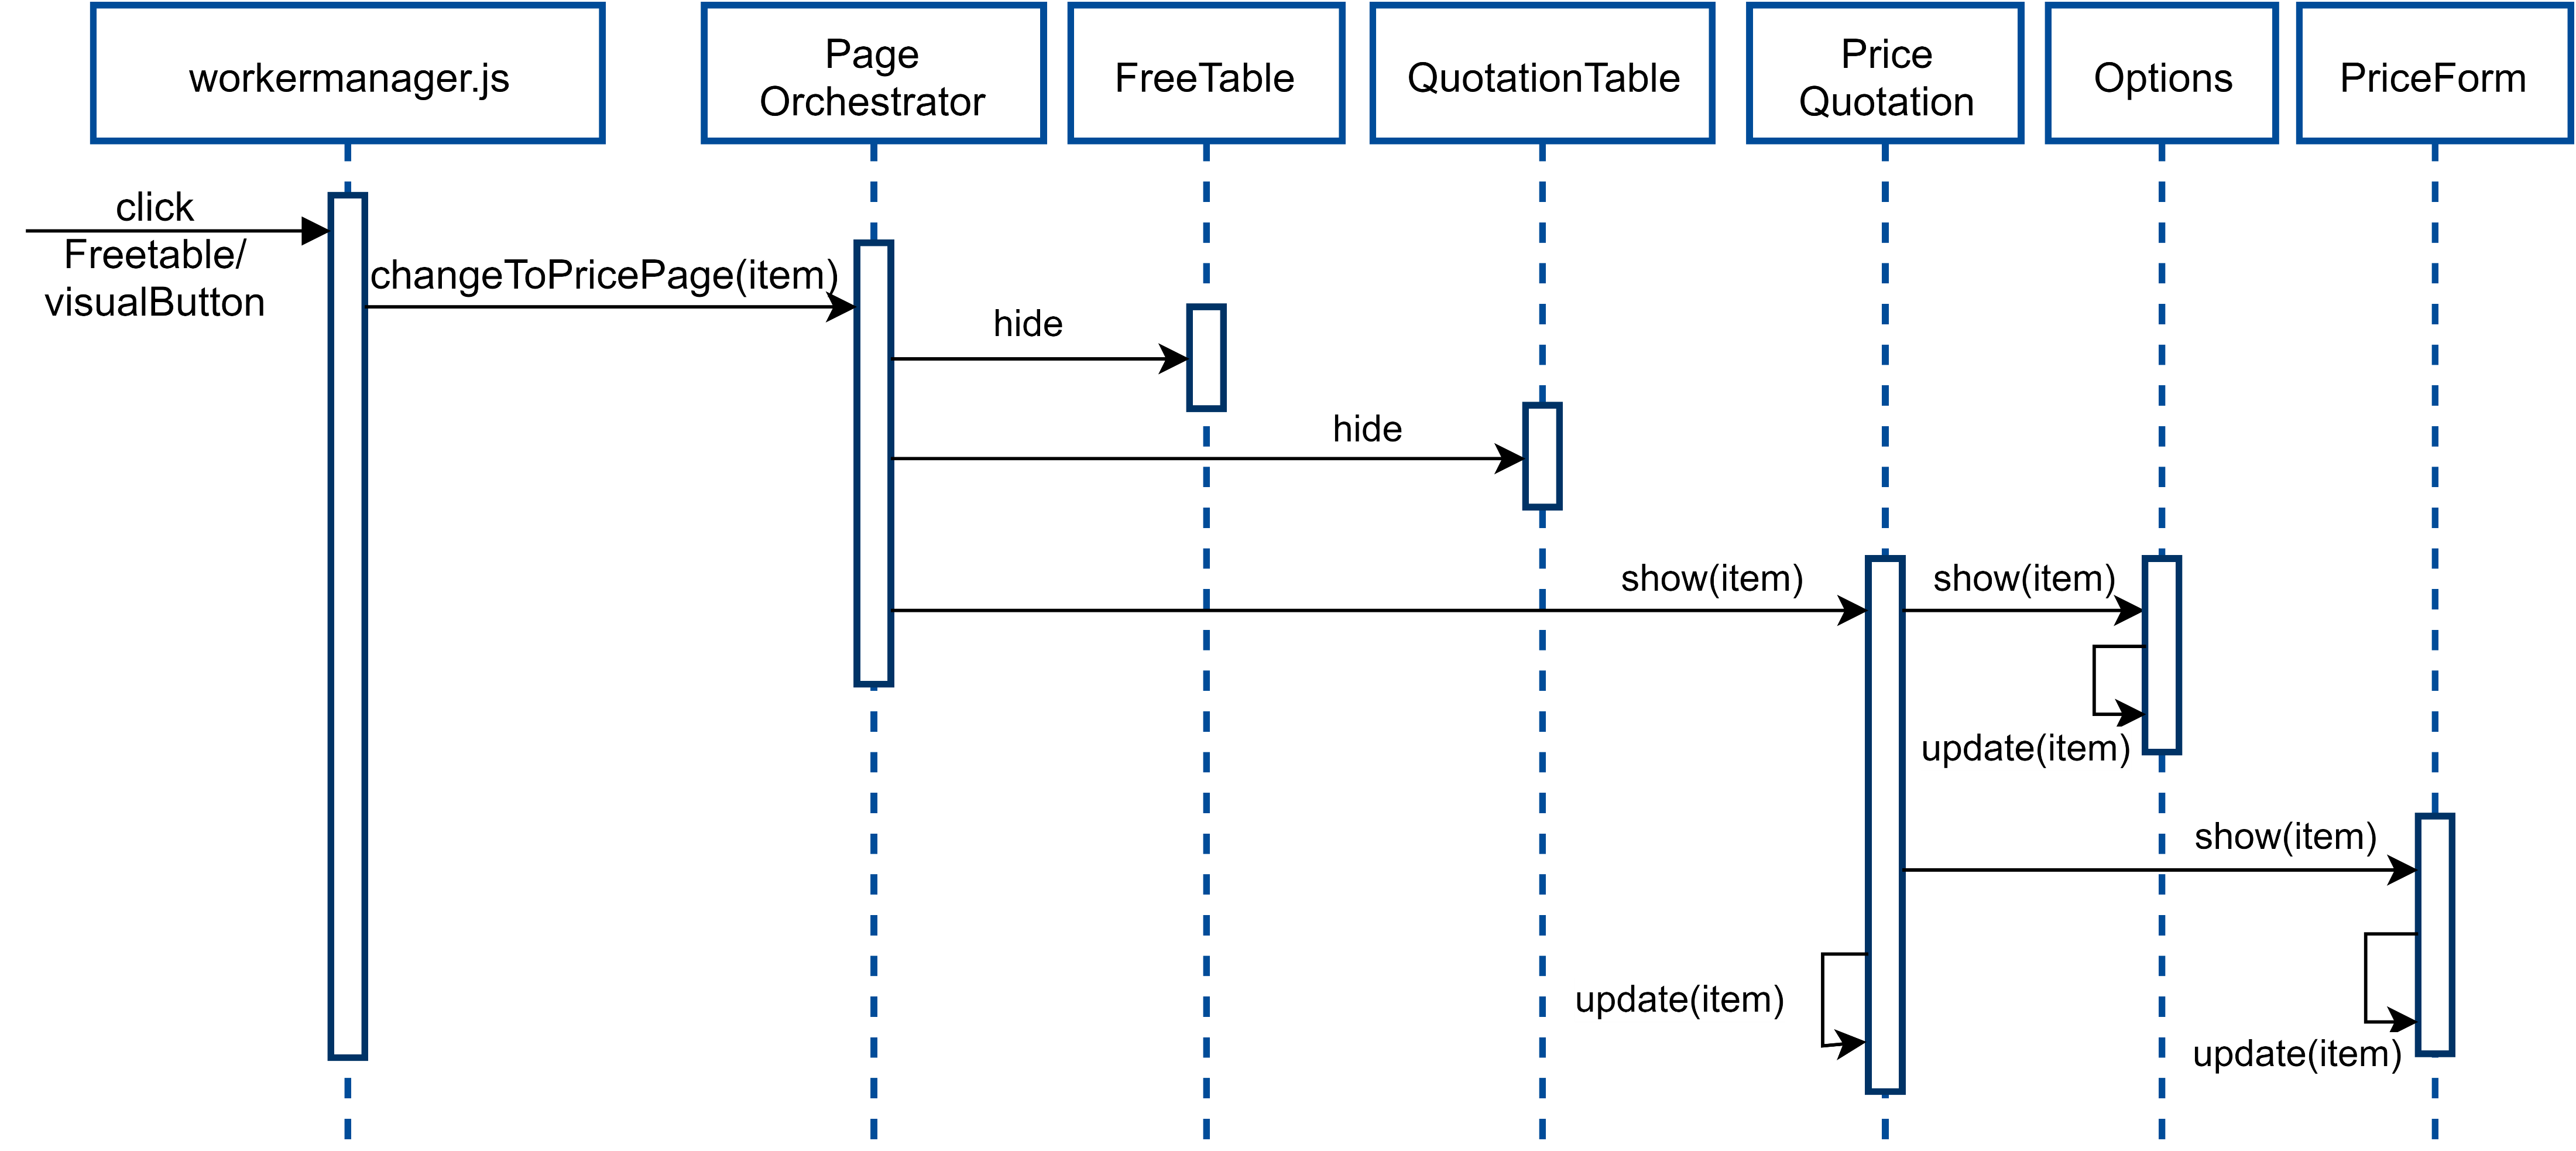 workermanager.js
Page
Orchestrator
FreeTable
QuotationTable
Price
Quotation
Options
PriceForm
click
Freetable/
visualButton
changeToPricePage(item)
hide
hide
show(item)
show(item)
update(item)
show(item)
update(item)
update(item)